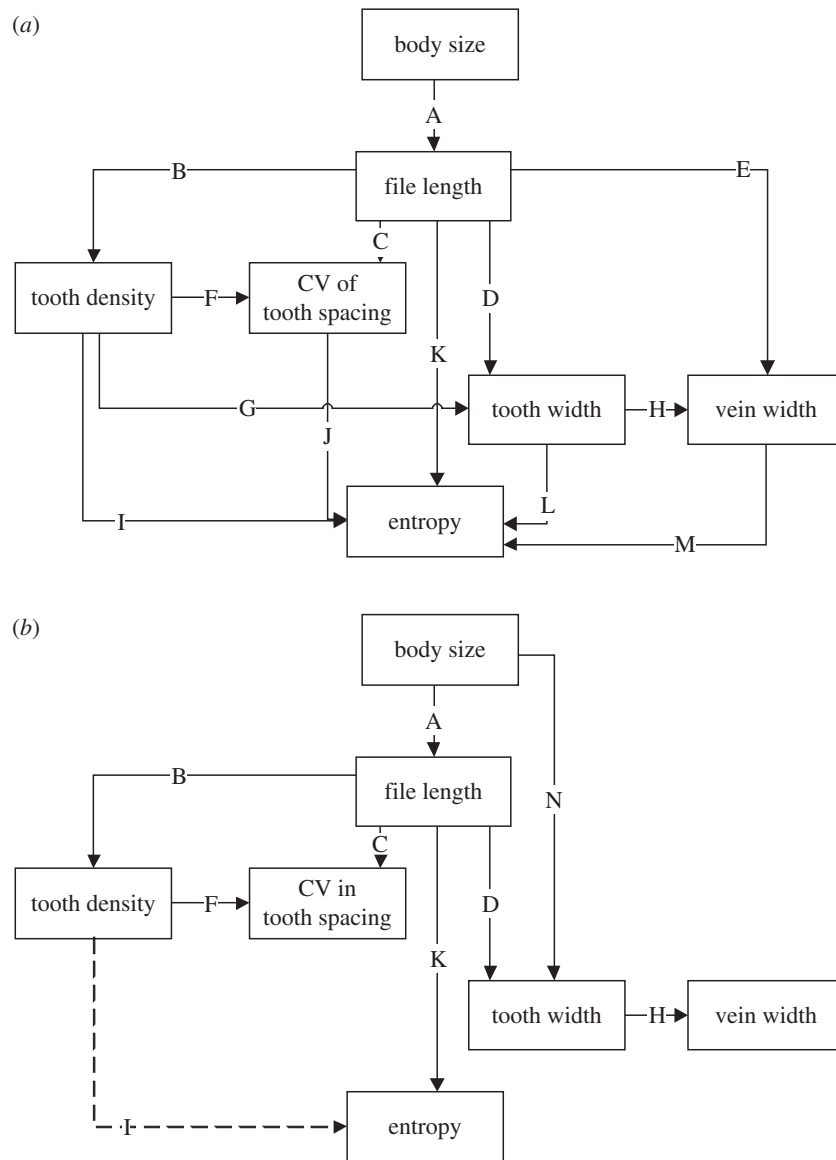 (a)
body size
A
B
file length
E
C
tooth density
F
CV of
tooth spacing
D
K
G
tooth width
H
vein width
J
L
I
entropy
M
(b)
body size
A
B
file length
N
C
tooth density
F
CV in
tooth spacing
D
K
tooth width
H
vein width
I
entropy